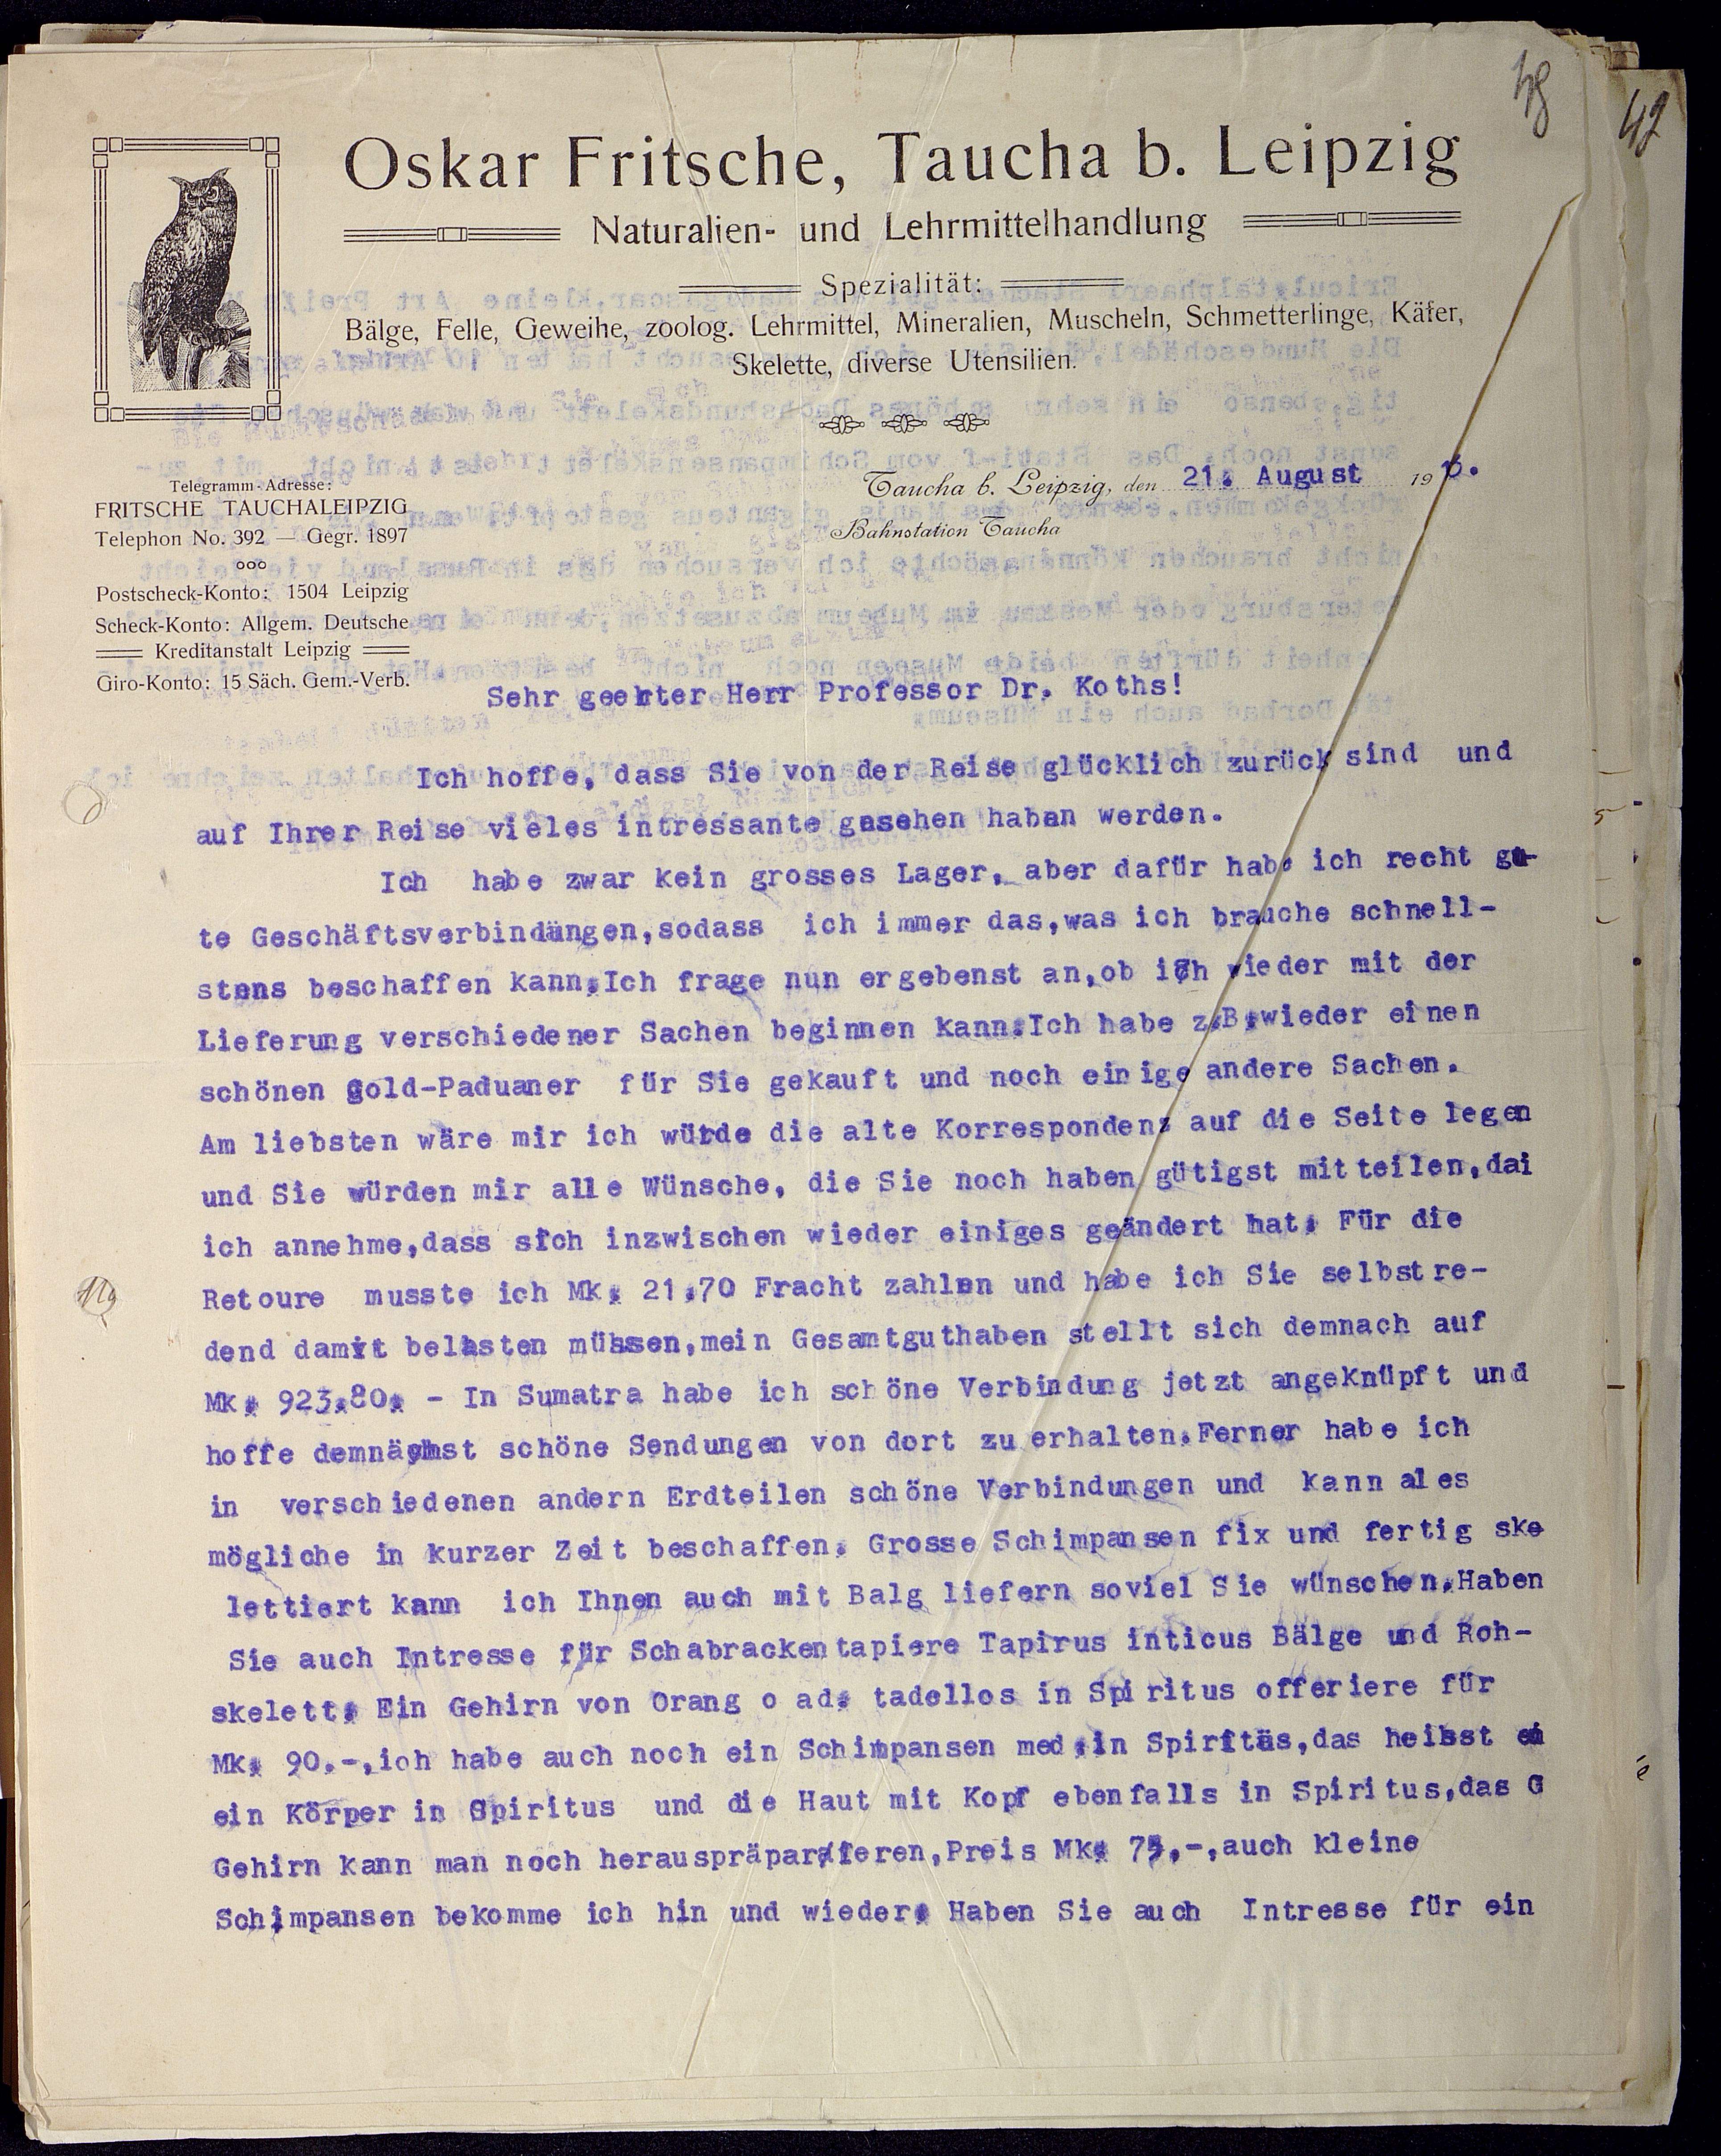 48
42
Oskar Fritsche, Taucha b. Leipzig
Naturalien- und Lehrmittelhandlung
Spezialität:
Bälge, Felle, Geweihe, zoolog. Lehrmittel, Mineralien, Muscheln, Schmetterlinge, Käfer,
Skelette, diverse Utensilien.
Telegramm-Adresse:
FRITSCHE TAUCHALEIPZIG
Telephon No. 392 — Gegr. 1897
ooo
Postscheck-Konto: 1504 Leipzig
Scheck-Konto: Allgem. Deutsche
Kreditanstalt Leipzig
Giro-Konto: 15 Säch. Gem.-Verb.
Taucha b. Leipzig, den 21. August 19
Bahnstation Taucha
Sehr geehrter Herr Professor Dr. Koths!
Ich hoffe, dass Sie von der Reise glücklich zurück sind und
auf Ihrer Reise vieles intressante gesehen haben werden.
Ich habe zwar kein grosses Lager, aber dafür habe ich recht gu-
te Geschäftsverbindungen,sodass ich immer das,was ich brauche schnell-
stens beschaffen kann.Ich frage nun ergebenst an,ob ich wieder mit der
Lieferung verschiedener Sachen beginnen kann.Ich habe z.B.wieder einen
schönen Gold-Paduaner für Sie gekauft und noch einige andere Sachen.
Am liebsten wäre mir ich würde die alte Korrespondenz auf die Seite legen
und Sie würden mir alle Wünsche, die Sie noch haben gütigst mitteilen,dai
ich annehme,dass sich inzwischen wieder einiges geändert hat. Für die
Retoure musste ich Mk. 21.70 Fracht zahlen und habe ich Sie selbstre-
dend damit belasten müssen,mein Gesamtguthaben stellt sich demnach auf
Mk. 923.80. - In Sumatra habe ich schöne Verbindung jetzt angeknüpft und
hoffe demnächst schöne Sendungen von dort zu erhalten.Ferner habe ich
in verschiedenen andern Erdteilen schöne Verbindungen und kann ales
mögliche in kurzer Zeit beschaffen. Grosse Schimpansen fix und fertig ske
lettiert kann ich Ihnen auch mit Balg liefern soviel Sie wünschen.Haben
Sie auch Intresse für Schabrackentapiere Tapirus inticus Bälge und Roh-
skelett. Ein Gehirn von Orang o ad. tadellos in Spiritus offeriere für
Mk. 90.-,ich habe auch noch ein Schimpansen med.in Spiritus,das heisst ei
ein Körper in Spiritus und die Haut mit Kopf ebenfalls in Spiritus,das G
Gehirn kann man noch herauspräparieren,Preis Mk. 75.-,auch kleine
Schimpansen bekomme ich hin und wieder. Haben Sie auch Intresse für ein